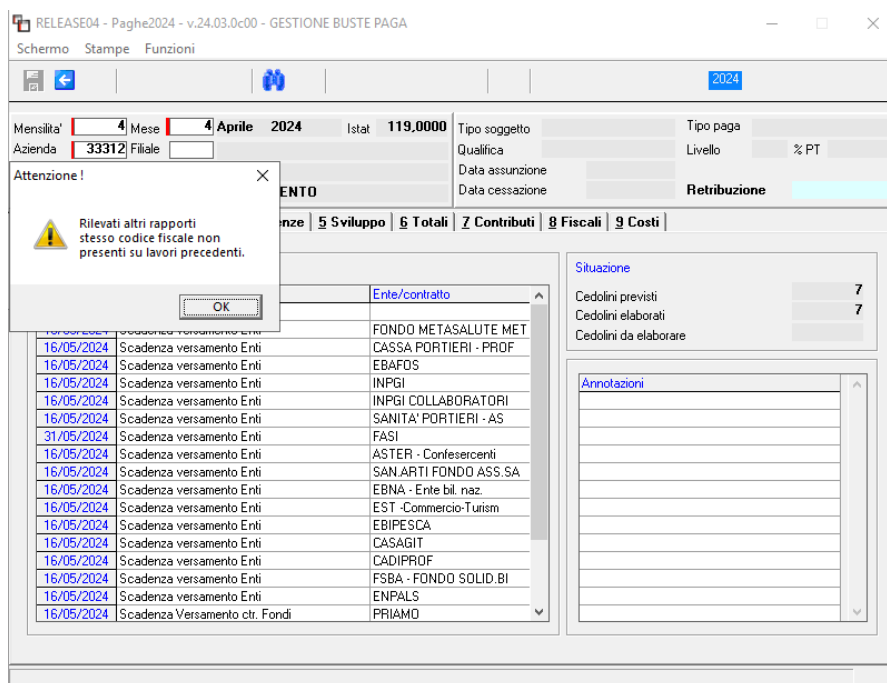 RELEASE04 - Paghe2024 - v.24.03.0c00 - GESTIONE BUSTE PAGA
Schermo Stampe Funzioni
2024
Mensilita' 4 Mese 4 Aprile 2024 Istat 119,0000 Tipo soggetto Tipo paga
Azienda 33312 Filiale Qualifica Livello % PT
Data assunzione
ENTO Data cessazione Retribuzione
Attenzione !
Rilevati altri rapporti
stesso codice fiscale non
presenti su lavori precedenti.
OK
nze 5 Sviluppo 6 Totali 7 Contributi 8 Fiscali 9 Costi
Ente/contratto
FONDO METASALUTE MET
16/05/2024 Scadenza versamento Enti CASSA PORTIERI - PROF
16/05/2024 Scadenza versamento Enti EBAFOS
16/05/2024 Scadenza versamento Enti INPGI
16/05/2024 Scadenza versamento Enti INPGI COLLABORATORI
16/05/2024 Scadenza versamento Enti SANITA' PORTIERI - AS
31/05/2024 Scadenza versamento Enti FASI
16/05/2024 Scadenza versamento Enti ASTER - Confesercenti
16/05/2024 Scadenza versamento Enti SAN.ARTI FONDO ASS.SA
16/05/2024 Scadenza versamento Enti EBNA - Ente bil. naz.
16/05/2024 Scadenza versamento Enti EST -Commercio-Turism
16/05/2024 Scadenza versamento Enti EBIPESCA
16/05/2024 Scadenza versamento Enti CASAGIT
16/05/2024 Scadenza versamento Enti CADIPROF
16/05/2024 Scadenza versamento Enti FSBA - FONDO SOLID.BI
16/05/2024 Scadenza versamento Enti ENPALS
16/05/2024 Scadenza Versamento ctr. Fondi PRIAMO
Situazione
Cedolini previsti 7
Cedolini elaborati 7
Cedolini da elaborare
Annotazioni